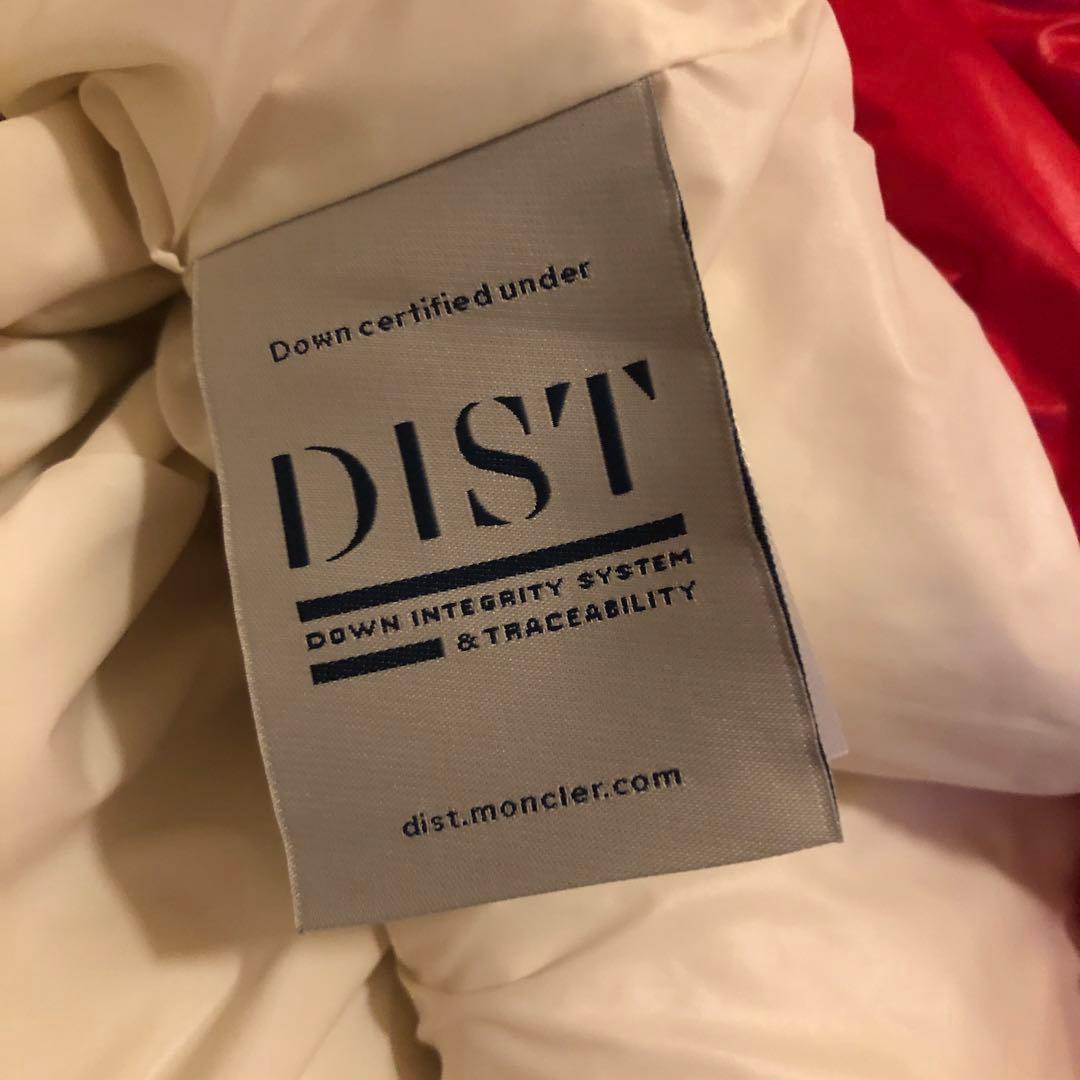 Down certified under
DIST
DOWN INTEGRITY SYSTEM
& TRACEABILITY
dist.moncler.com